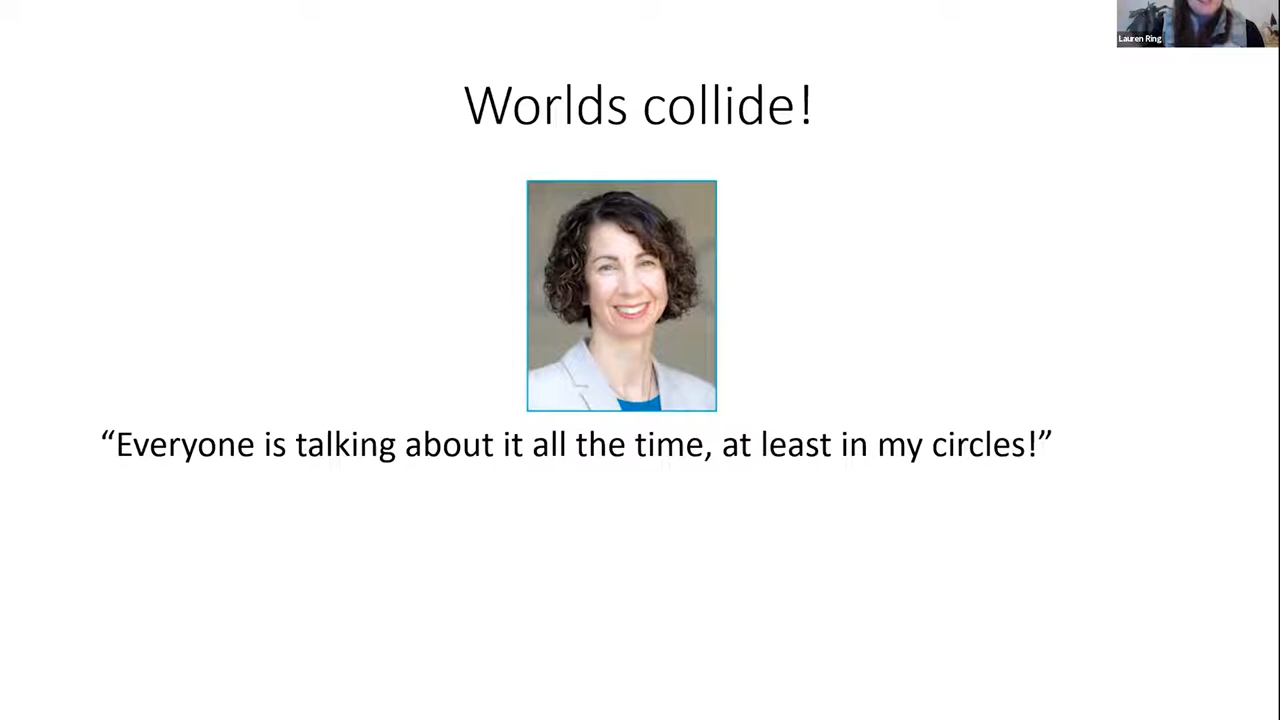 Lauren Ring
Worlds collide!
“Everyone is talking about it all the time, at least in my circles!”